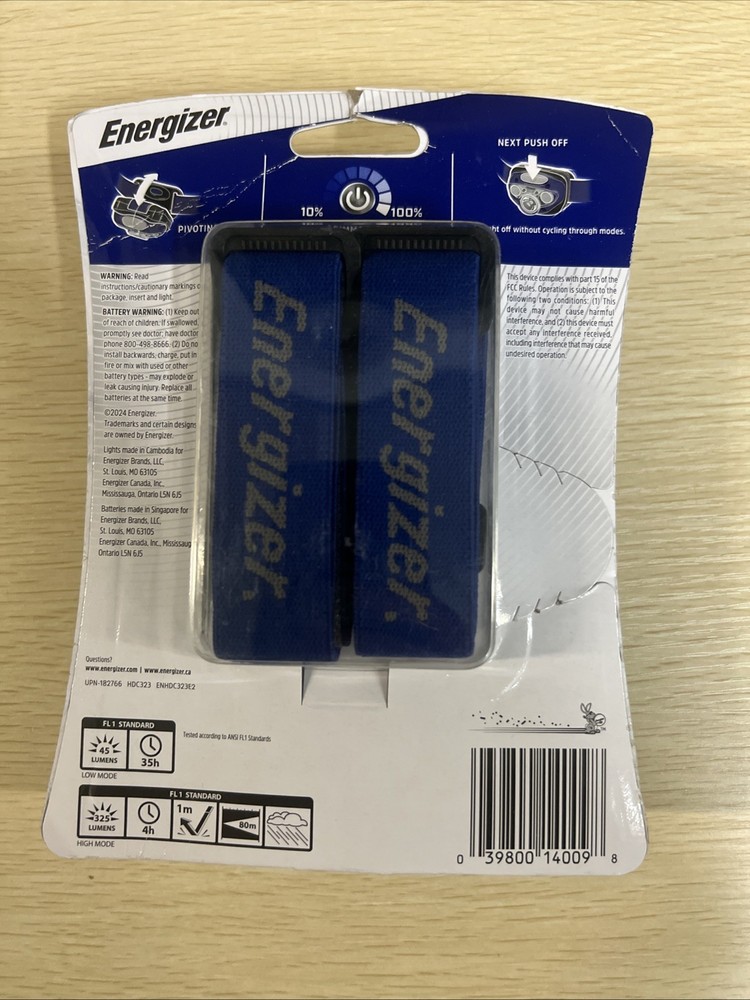 Energizer
PIVOTIN
10%
100%
NEXT PUSH OFF
ht off without cycling through modes.
WARNING: Read
instructions/cautionary markings o
package, insert and light.
BATTERY WARNING: (1) Keep out
of reach of children. If swallowed
promptly see doctor; have doctor
phone 800-498-8666. (2) Do no
install backwards, charge, put in
fire or mix with used or other
battery types - may explode or
leak causing injury. Replace all
batteries at the same time.
©2024 Energizer.
Trademarks and certain designs
are owned by Energizer.
Lights made in Cambodia for
Energizer Brands, LLC,
St. Louis, MO 63105
Energizer Canada, Inc.,
Mississauga, Ontario L5N 6J5
Batteries made in Singapore for
Energizer Brands, LLC,
St. Louis, MO 63105
Energizer Canada, Inc., Mississaug
Ontario L5N 6J5
Energizer
Energizer.
This device complies with part 15 of the
FCC Rules. Operation is subject to the
following two conditions: (1) This
device may not cause harmful
interference, and (2) this device must
accept any interference received,
including interference that may cause
undesired operation.
Questions?
www.energizer.com | www.energizer.ca
UPN-182766 HDC323 ENHDC323E2
FL 1 STANDARD
45
LUMENS
35h
LOW MODE
Tested according to ANSI FL1 Standards
FL 1 STANDARD
325
LUMENS
4h
1m
80m
HIGH MODE
0 39800 14009 8